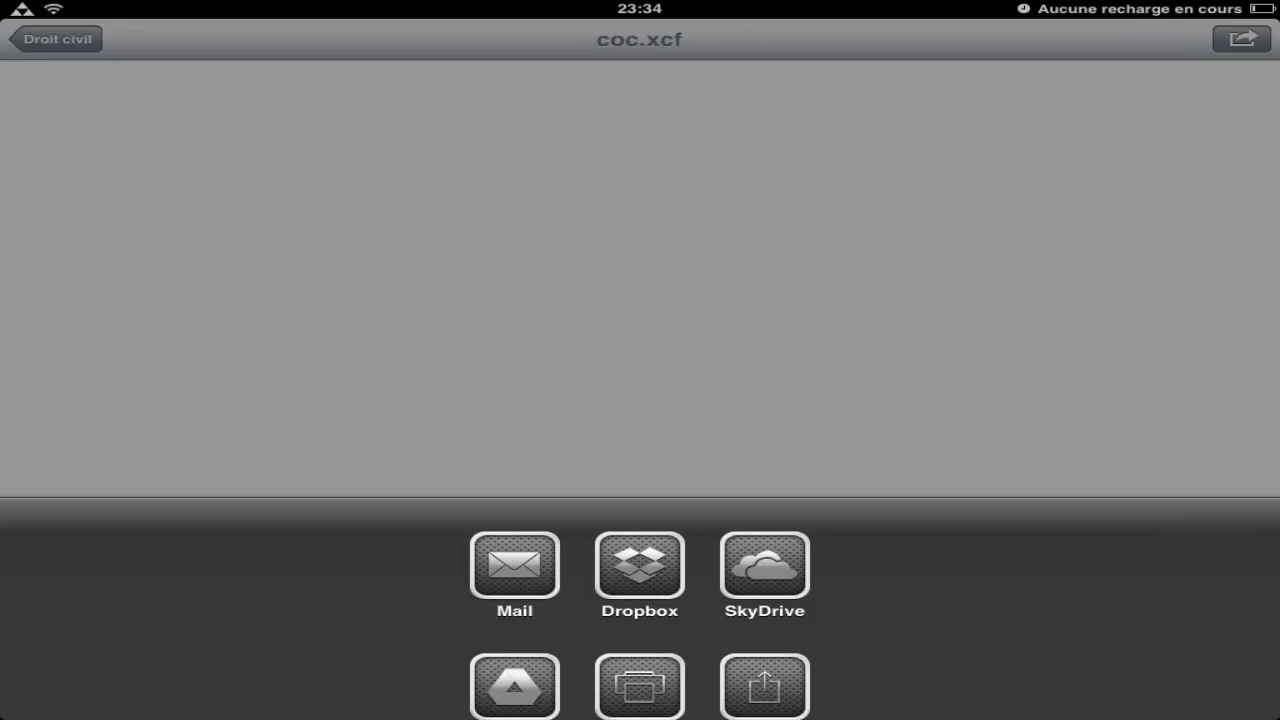 23:34
Aucune recharge en cours
Droit civil
coc.xcf
Mail
Dropbox
SkyDrive